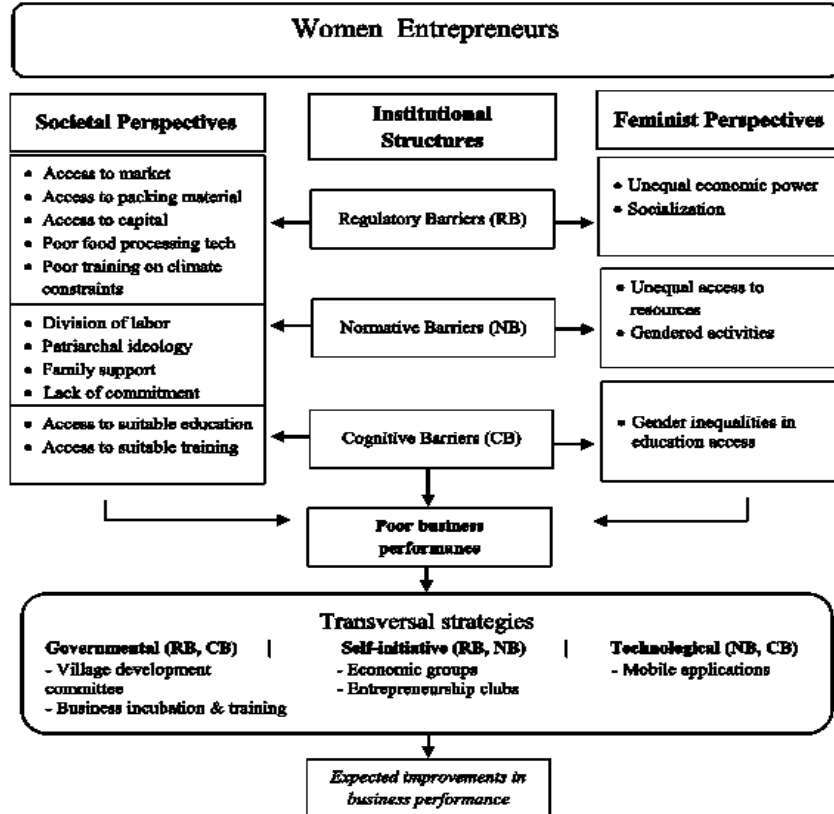 Women Entrepreneurs
Societal Perspectives
Institutional
Structures
Feminist Perspectives
• Access to market
• Access to packing material
• Access to capital
• Poor food processing tech
• Poor training on climate
constraints
Regulatory Barriers (RB)
• Unequal economic power
• Socialization
• Division of labor
• Patriarchal ideology
• Family support
• Lack of commitment
Normative Barriers (NB)
• Unequal access to
resources
• Gendered activities
• Access to suitable education
• Access to suitable training
Cognitive Barriers (CB)
• Gender inequalities in
education access
Poor business
performance
Transversal strategies
Governmental (RB, CB) | Self-initiative (RB, NB) | Technological (NB, CB)
- Village development
committee
- Business incubation & training
- Economic groups
- Entrepreneurship clubs
- Mobile applications
Expected improvements in
business performance